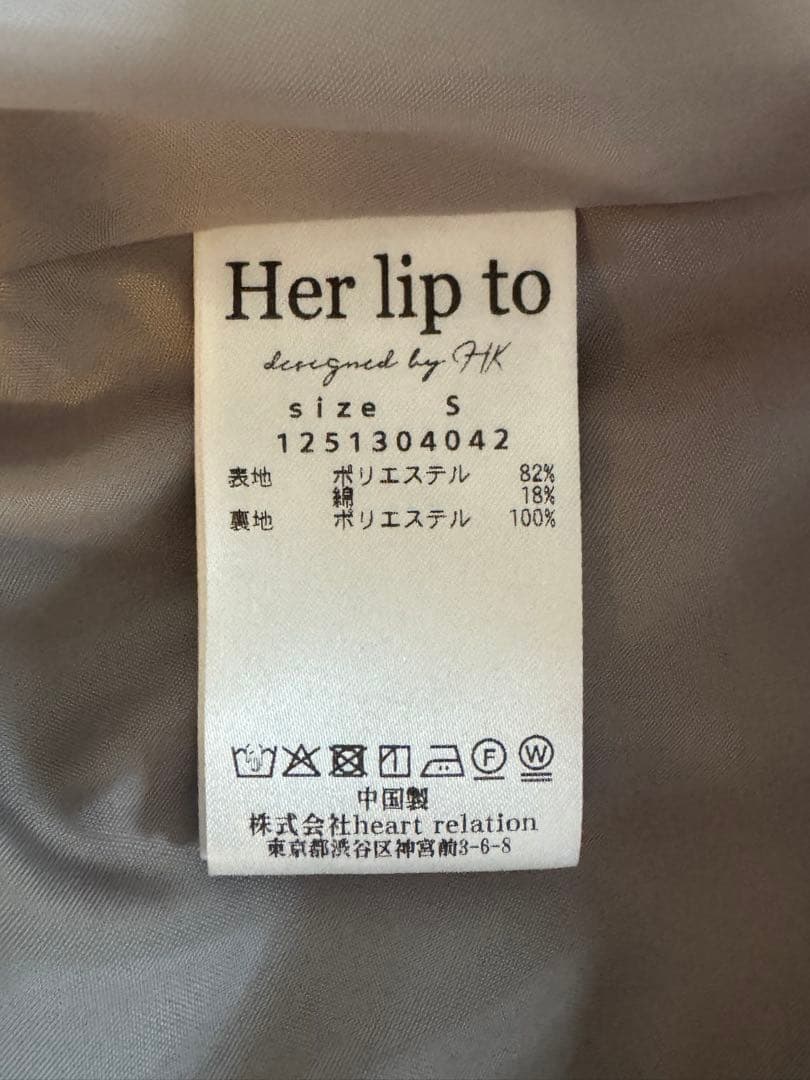 Her lip to
designed by HK
size S
1251304042
表地 ポリエステル 82%
綿 18%
裏地 ポリエステル 100%
F W
中国製
株式会社heart relation
東京都渋谷区神宮前3-6-8